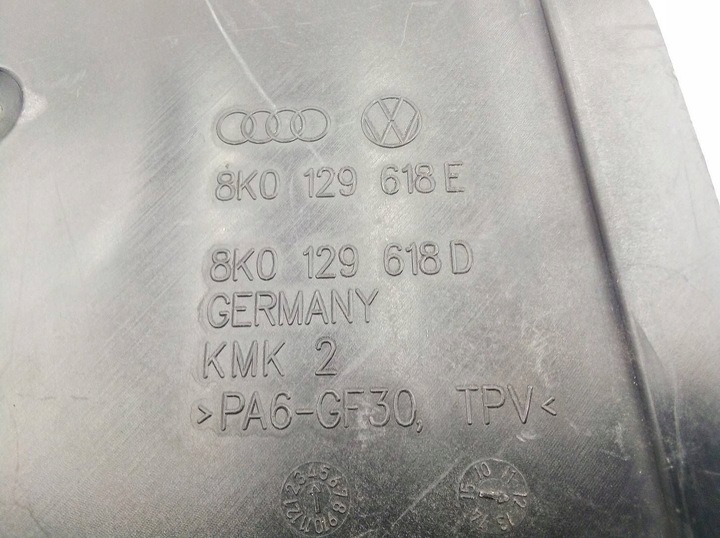 8K0 129 618 E
8K0 129 618 D
GERMANY
KMK 2
>PA6-GF30, TPV<